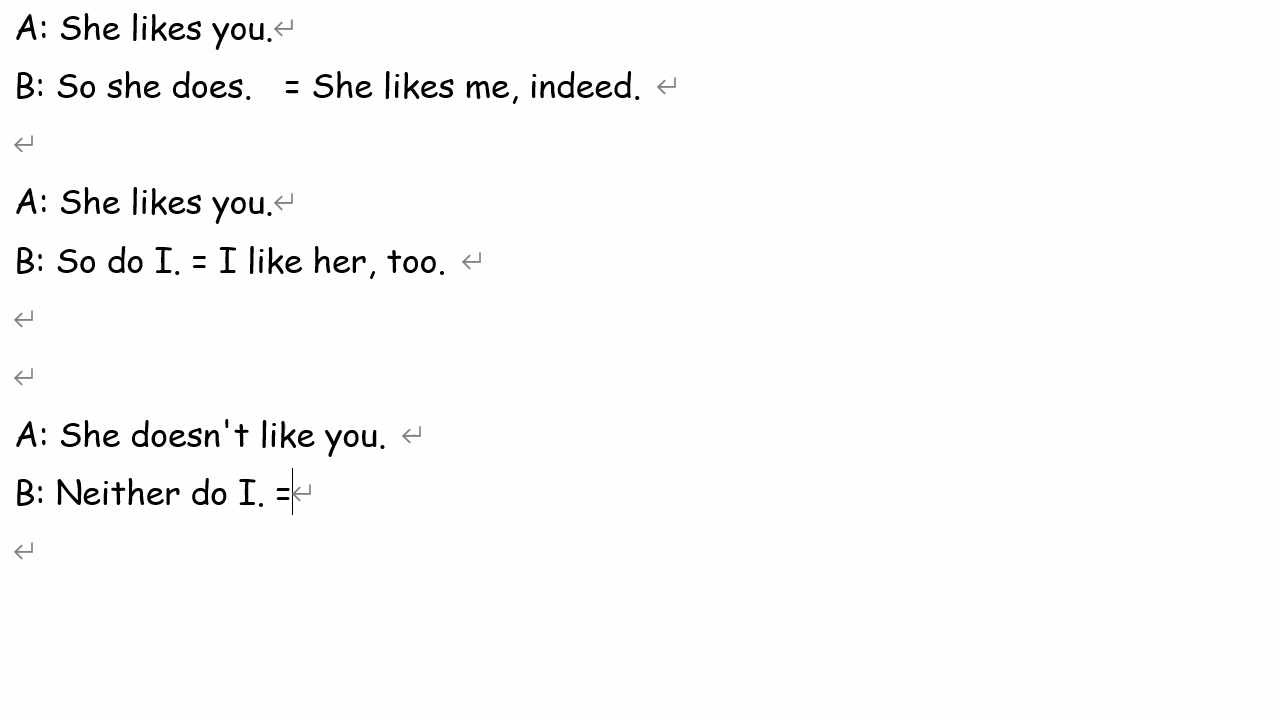 A: She likes you.↵
B: So she does. = She likes me, indeed. ↵
↵
A: She likes you.↵
B: So do I. = I like her, too. ↵
↵
↵
A: She doesn't like you. ↵
B: Neither do I. =↵
↵